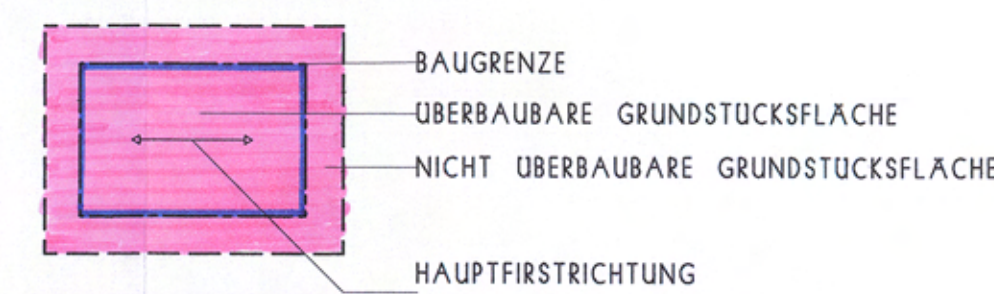 BAUGRENZE
ÜBERBAUBARE GRUNDSTÜCKSFLÄCHE
NICHT ÜBERBAUBARE GRUNDSTÜCKSFLÄCHE
HAUPTFIRSTRICHTUNG